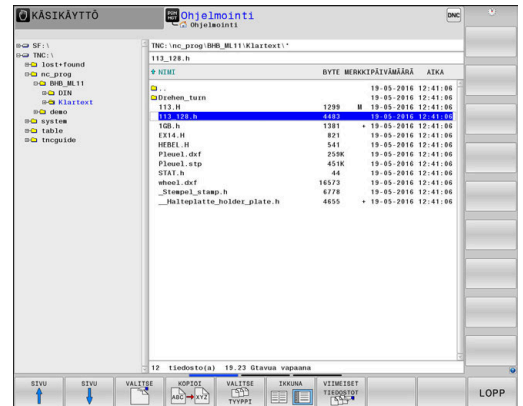 KÄSIKÄYTTÖ
PGM MGT Ohjelmointi
Ohjelmointi
DNC
SF:\
TNC:\
lost+found
nc_prog
BHB_ML11
DIN
Klartext
demo
system
table
tncguide
TNC:\nc_prog\BHB_ML11\Klartext\*
113_128.h
NIMI BYTE MERKKIPÄIVÄMÄÄRÄ AIKA
.. 19-05-2016 12:41:06
Drehen_turn 19-05-2016 12:41:06
113.H 1299 M 19-05-2016 12:41:06
113_128.h 4483 19-05-2016 12:41:06
1GB.h 1381 + 19-05-2016 12:41:06
EX14.H 821 19-05-2016 12:41:06
HEBEL.H 541 19-05-2016 12:41:06
Pleuel.dxf 259K 19-05-2016 12:41:06
Pleuel.stp 451K 19-05-2016 12:41:06
STAT.h 44 19-05-2016 12:41:06
wheel.dxf 16573 19-05-2016 12:41:06
_Stempel_stamp.h 6778 19-05-2016 12:41:06
__Halteplatte_holder_plate.h 4655 + 19-05-2016 12:41:06
12 tiedosto(a) 19.23 Gtavua vapaana
SIVU
SIVU
VALITSE
KOPIOI
ABC XYZ
VALITSE
TYYPPI
IKKUNA
VIIMEISET
TIEDOSTOT
LOPP